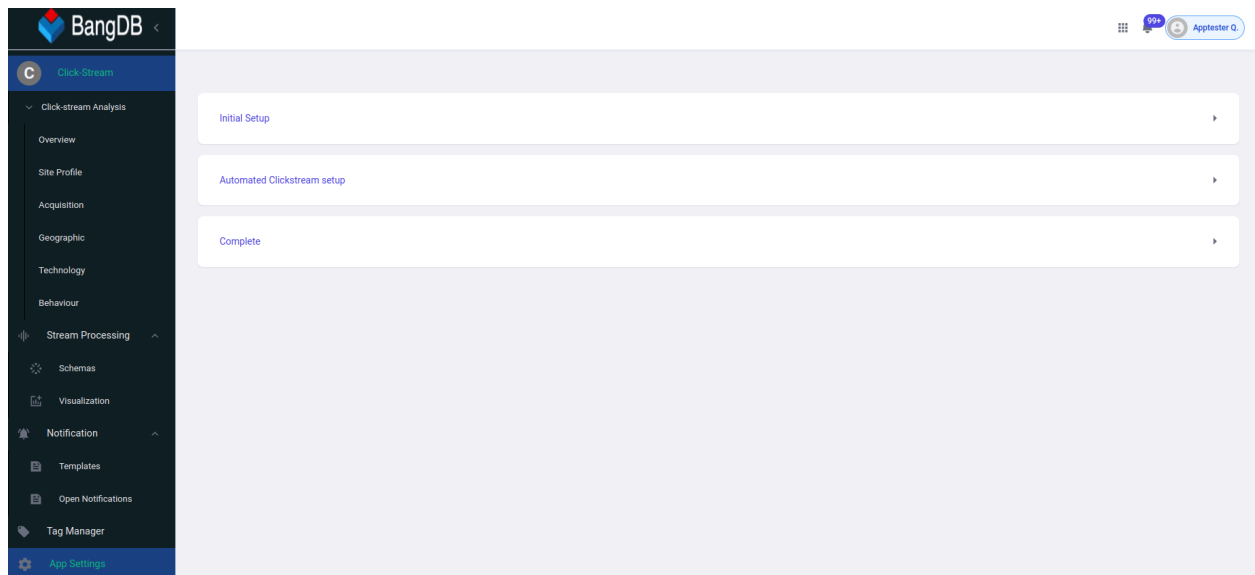 BangDB
99+
Apptester Q.
C
Click-Stream
Click-stream Analysis
Overview
Site Profile
Acquisition
Geographic
Technology
Behaviour
Stream Processing
Schemas
Visualization
Notification
Templates
Open Notifications
Tag Manager
App Settings
Initial Setup
Automated Clickstream setup
Complete